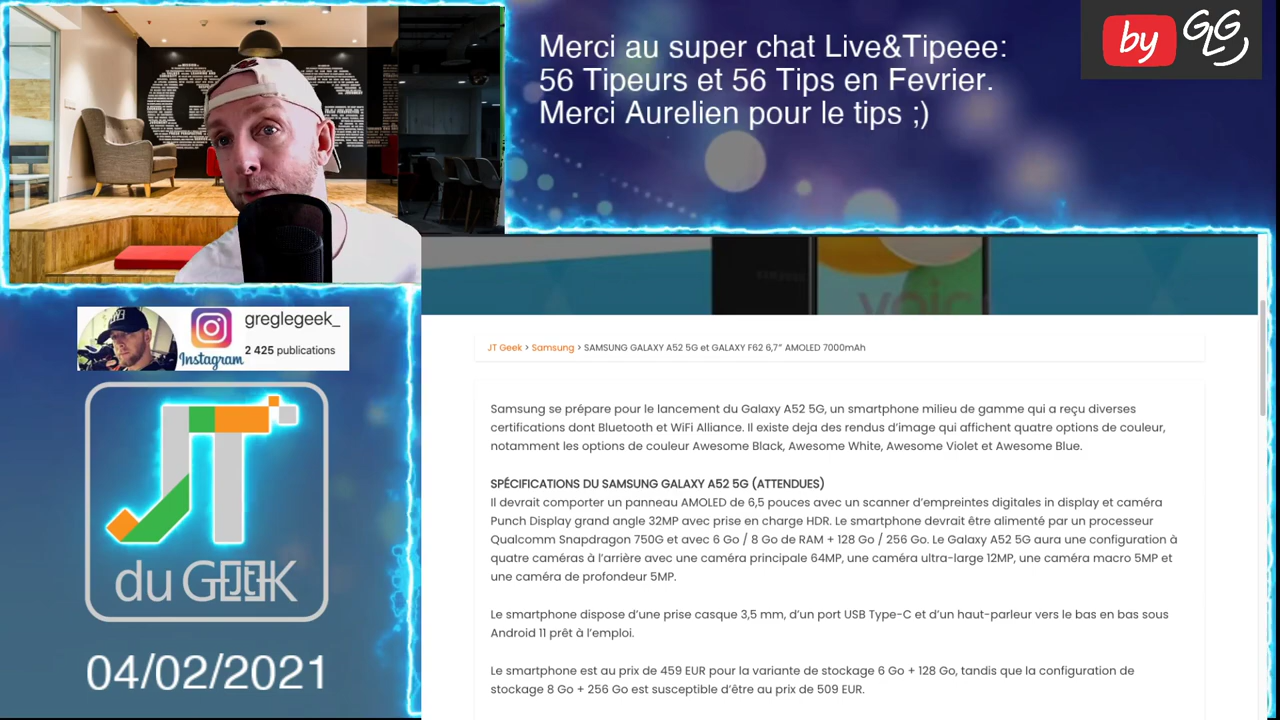 Merci au super chat Live&Tipeee:
56 Tipeurs et 56 Tips en Fevrier.
Merci Aurelien pour le tips ;)
by GLG
greglegeek_
2 425 publications
Instagram
JT
du GEEK
04/02/2021
JT Geek > Samsung > SAMSUNG GALAXY A52 5G et GALAXY F62 6,7″ AMOLED 7000mAh
Samsung se prépare pour le lancement du Galaxy A52 5G, un smartphone milieu de gamme qui a reçu diverses
certifications dont Bluetooth et WiFi Alliance. Il existe deja des rendus d’image qui affichent quatre options de couleur,
notamment les options de couleur Awesome Black, Awesome White, Awesome Violet et Awesome Blue.
SPÉCIFICATIONS DU SAMSUNG GALAXY A52 5G (ATTENDUES)
Il devrait comporter un panneau AMOLED de 6,5 pouces avec un scanner d’empreintes digitales in display et caméra
Punch Display grand angle 32MP avec prise en charge HDR. Le smartphone devrait être alimenté par un processeur
Qualcomm Snapdragon 750G et avec 6 Go / 8 Go de RAM + 128 Go / 256 Go. Le Galaxy A52 5G aura une configuration à
quatre caméras à l’arrière avec une caméra principale 64MP, une caméra ultra-large 12MP, une caméra macro 5MP et
une caméra de profondeur 5MP.
Le smartphone dispose d’une prise casque 3,5 mm, d’un port USB Type-C et d’un haut-parleur vers le bas en bas sous
Android 11 prêt à l’emploi.
Le smartphone est au prix de 459 EUR pour la variante de stockage 6 Go + 128 Go, tandis que la configuration de
stockage 8 Go + 256 Go est susceptible d’être au prix de 509 EUR.